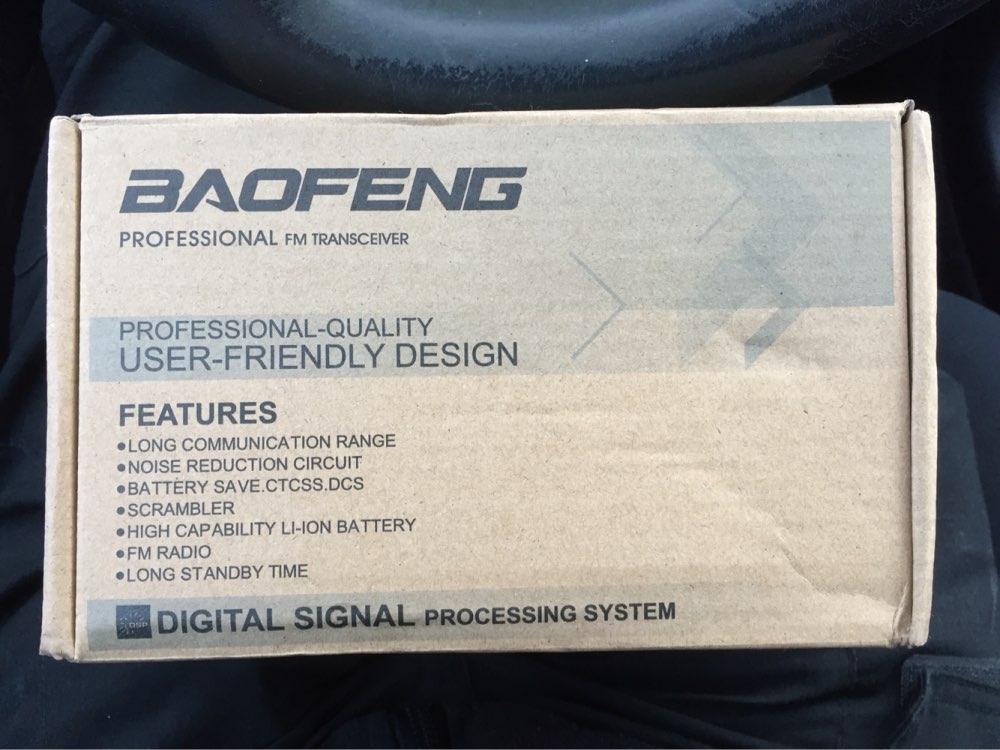 BAOFENG
PROFESSIONAL FM TRANSCEIVER
PROFESSIONAL-QUALITY
USER-FRIENDLY DESIGN
FEATURES
●LONG COMMUNICATION RANGE
●NOISE REDUCTION CIRCUIT
●BATTERY SAVE.CTCSS.DCS
●SCRAMBLER
●HIGH CAPABILITY LI-ION BATTERY
●FM RADIO
●LONG STANDBY TIME
DSP DIGITAL SIGNAL PROCESSING SYSTEM